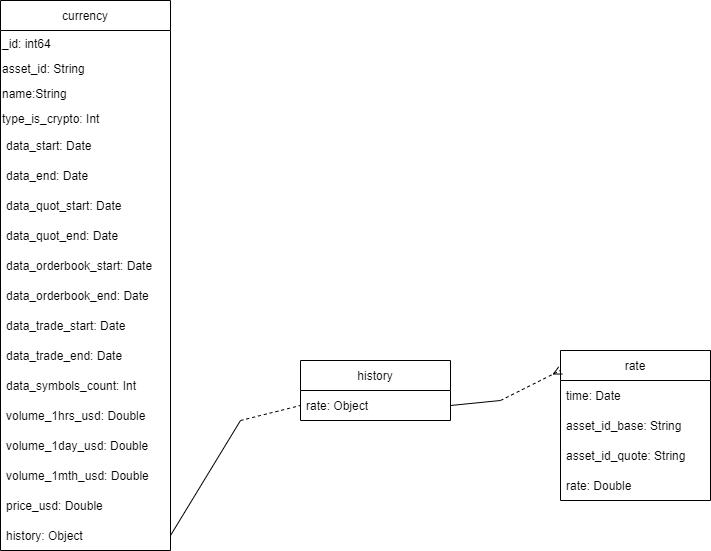 currency
_id: int64
asset_id: String
name:String
type_is_crypto: Int
data_start: Date
data_end: Date
data_quot_start: Date
data_quot_end: Date
data_orderbook_start: Date
data_orderbook_end: Date
data_trade_start: Date
data_trade_end: Date
data_symbols_count: Int
volume_1hrs_usd: Double
volume_1day_usd: Double
volume_1mth_usd: Double
price_usd: Double
history: Object
history
rate: Object
rate
time: Date
asset_id_base: String
asset_id_quote: String
rate: Double